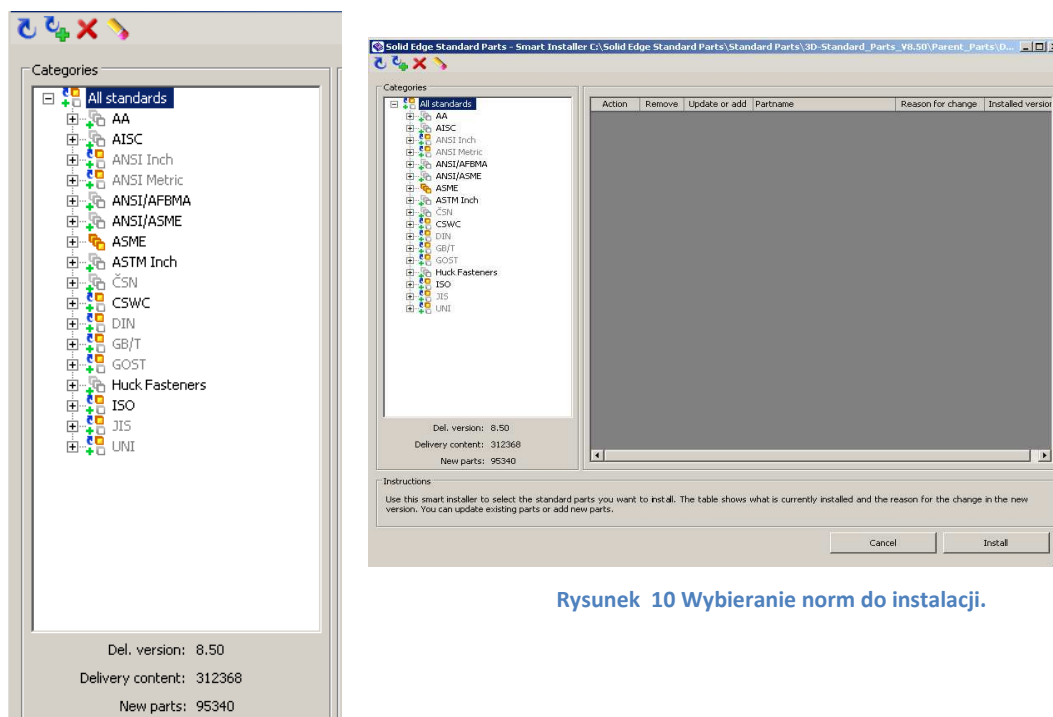 Categories
All standards
AA
AISC
ANSI Inch
ANSI Metric
ANSI/AFBMA
ANSI/ASME
ASME
ASTM Inch
ČSN
CSWC
DIN
GB/T
GOST
Huck Fasteners
ISO
JIS
UNI
Del. version: 8.50
Delivery content: 312368
New parts: 95340
Solid Edge Standard Parts - Smart Installer C:\Solid Edge Standard Parts\Standard Parts\3D-Standard_Parts_V8.50\Parent_Parts\D...
Categories
All standards
AA
AISC
ANSI Inch
ANSI Metric
ANSI/AFBMA
ANSI/ASME
ASME
ASTM Inch
ČSN
CSWC
DIN
GB/T
GOST
Huck Fasteners
ISO
JIS
UNI
Del. version: 8.50
Delivery content: 312368
New parts: 95340
Action Remove Update or add Partname Reason for change Installed version
Instructions
Use this smart installer to select the standard parts you want to install. The table shows what is currently installed and the reason for the change in the new
version. You can update existing parts or add new parts.
Cancel Install
Rysunek 10 Wybieranie norm do instalacji.